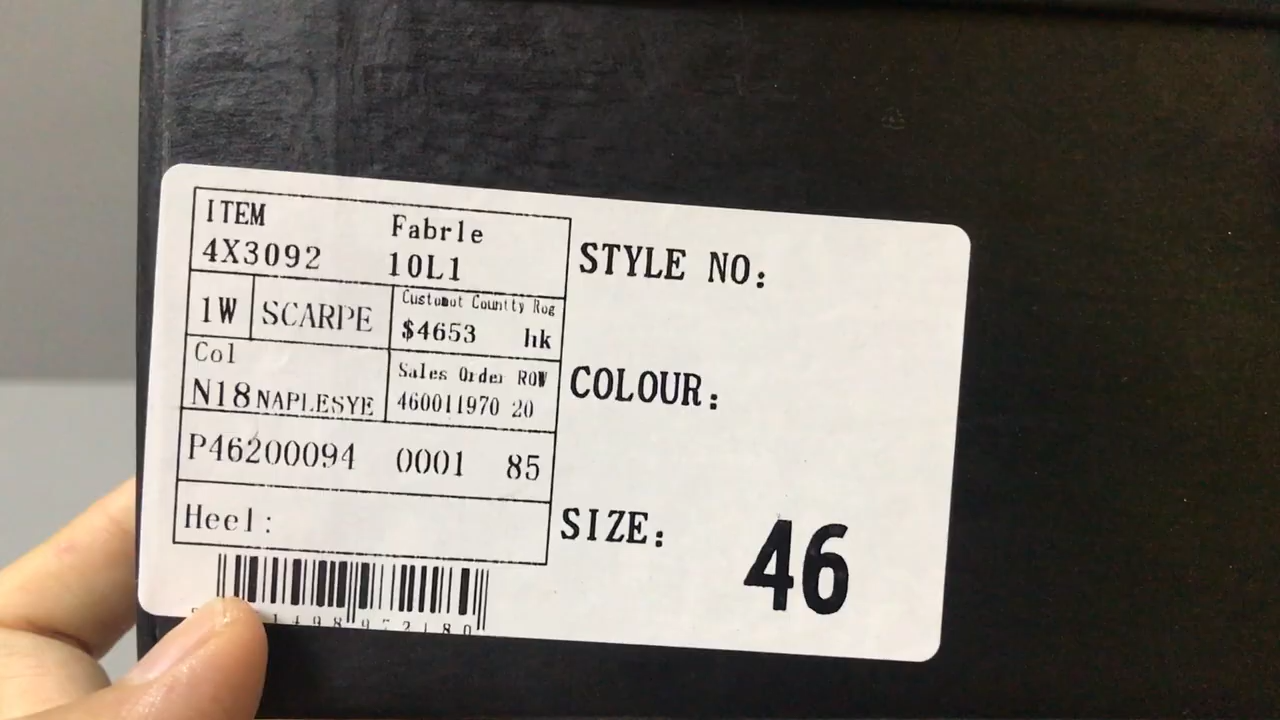 ITEM Fabrle
4X3092 10L1
1W SCARPE
Custumot Countty Rog
$4653 hk
Col
N18 NAPLESYE
Sales Order ROW
460011970 20
P46200094 0001 85
Heel:
STYLE NO:
COLOUR:
SIZE: 46